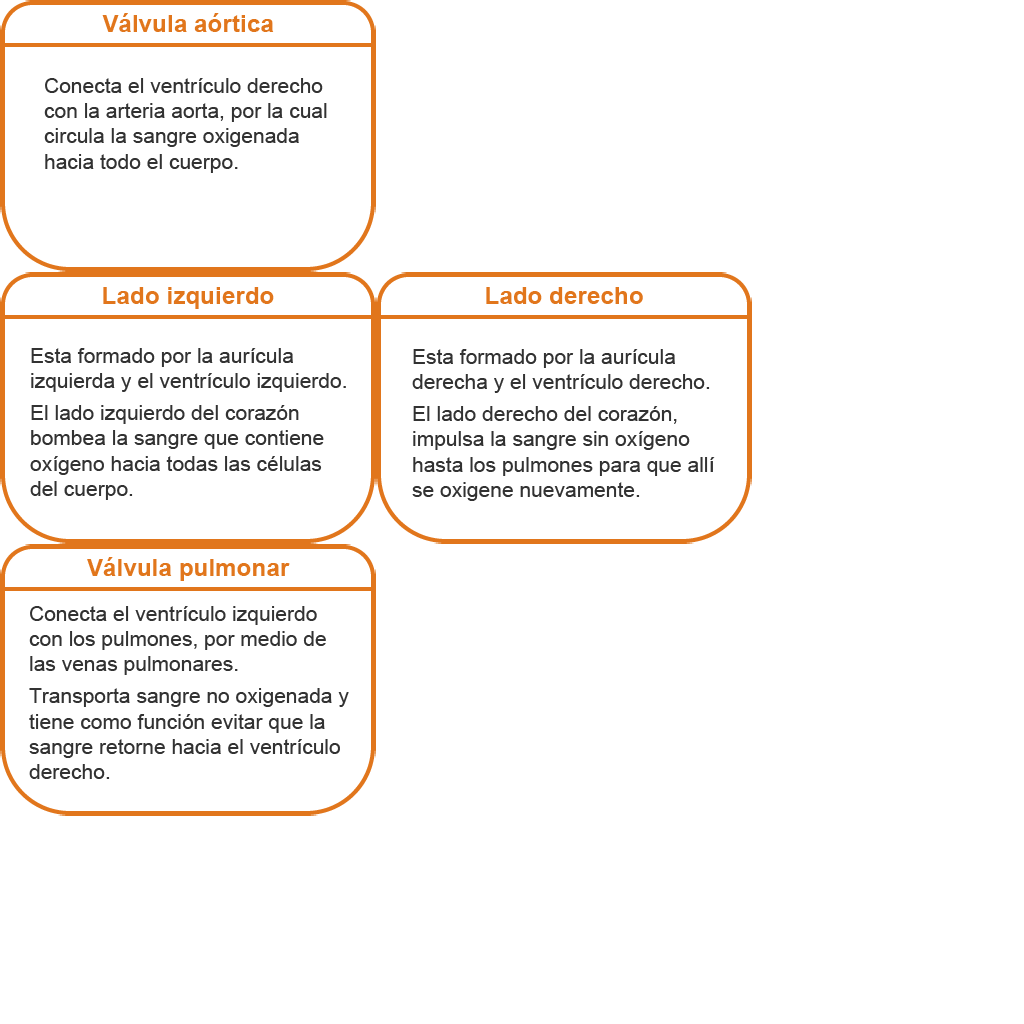 Válvula aórtica
Conecta el ventrículo derecho
con la arteria aorta, por la cual
circula la sangre oxigenada
hacia todo el cuerpo.
Lado izquierdo
Esta formado por la aurícula
izquierda y el ventrículo izquierdo.
El lado izquierdo del corazón
bombea la sangre que contiene
oxígeno hacia todas las células
del cuerpo.
Lado derecho
Esta formado por la aurícula
derecha y el ventrículo derecho.
El lado derecho del corazón,
impulsa la sangre sin oxígeno
hasta los pulmones para que allí
se oxigene nuevamente.
Válvula pulmonar
Conecta el ventrículo izquierdo
con los pulmones, por medio de
las venas pulmonares.
Transporta sangre no oxigenada y
tiene como función evitar que la
sangre retorne hacia el ventrículo
derecho.